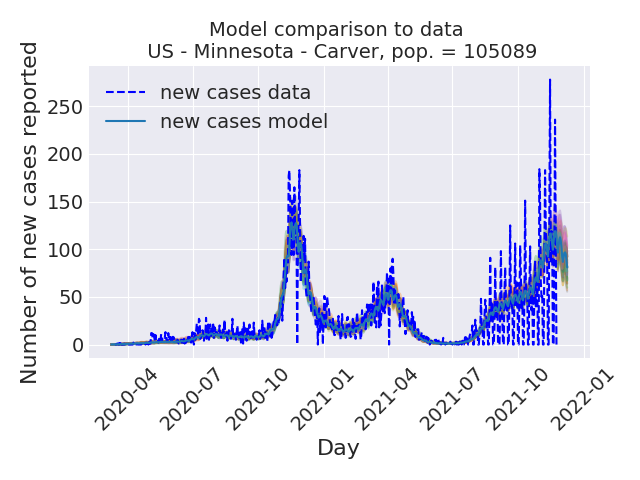 Model comparison to data
US - Minnesota - Carver, pop. = 105089
Number of new cases reported
new cases data
new cases model
250
200
150
100
50
0
2020-04
2020-07
2020-10
2021-01
2021-04
2021-07
2021-10
2022-01
Day